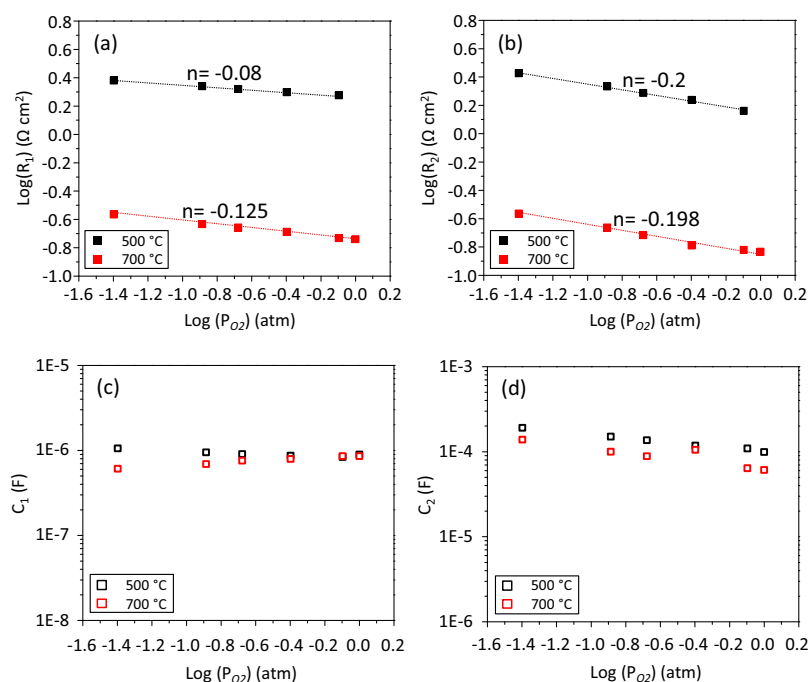 (a)
n= -0.08
n= -0.125
500 °C
700 °C
0.8
0.6
0.4
0.2
0.0
-0.2
-0.4
-0.6
-0.8
-1.0
Log(R1) (Ω cm2)
-1.6 -1.4 -1.2 -1.0 -0.8 -0.6 -0.4 -0.2 0.0 0.2
Log (PO2) (atm)
(b)
n= -0.2
n= -0.198
500 °C
700 °C
0.8
0.6
0.4
0.2
0.0
-0.2
-0.4
-0.6
-0.8
-1.0
Log(R2) (Ω cm2)
-1.6 -1.4 -1.2 -1.0 -0.8 -0.6 -0.4 -0.2 0.0 0.2
Log (PO2) (atm)
(c)
500 °C
700 °C
1E-5
1E-6
1E-7
1E-8
C1 (F)
-1.6 -1.4 -1.2 -1.0 -0.8 -0.6 -0.4 -0.2 0.0 0.2
Log (PO2) (atm)
(d)
500 °C
700 °C
1E-3
1E-4
1E-5
1E-6
C2 (F)
-1.6 -1.4 -1.2 -1.0 -0.8 -0.6 -0.4 -0.2 0.0 0.2
Log (PO2) (atm)